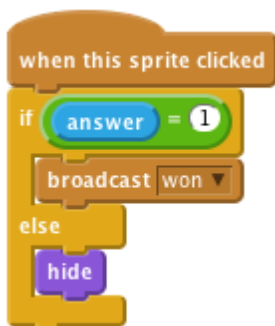 when this sprite clicked
if answer = 1
broadcast won
else
hide